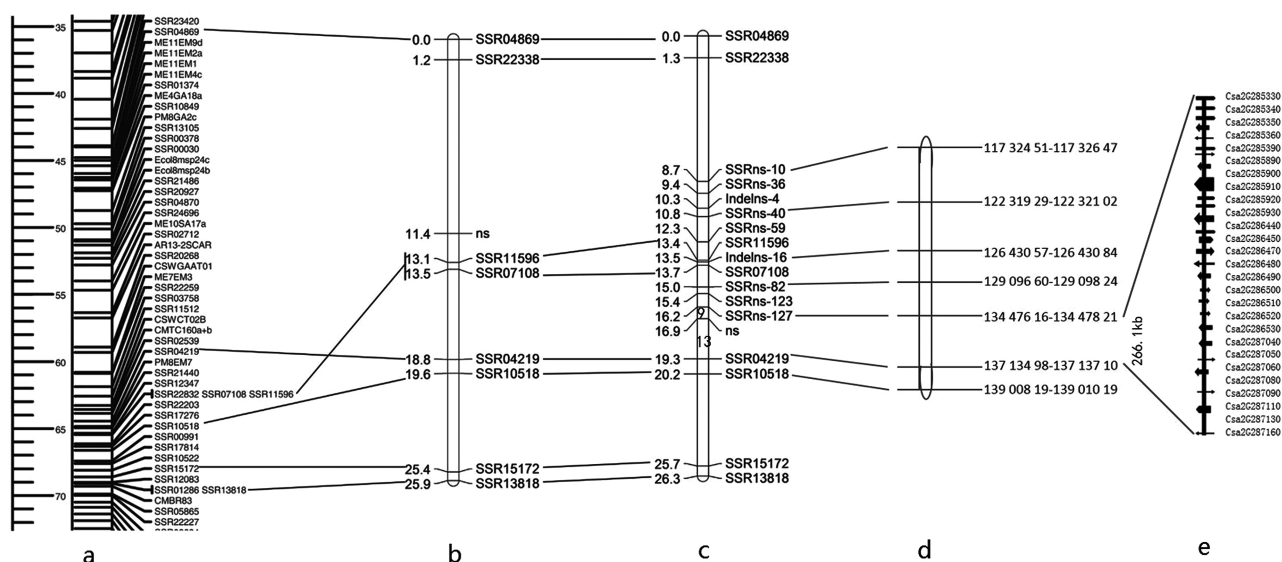 35
40
45
50
55
60
65
70
SSR23420
SSR04869
ME11EM9d
ME11EM2a
ME11EM1
ME11EM4c
SSR01374
ME4GA18a
SSR10849
PM8GA2c
SSR13105
SSR00378
SSR00030
Ecol8msp24c
Ecol8msp24b
SSR21486
SSR20927
SSR04870
SSR24696
ME10SA17a
SSR02712
AR13-2SCAR
SSR20268
CSWGAAT01
ME7EM3
SSR22259
SSR03758
SSR11512
CSWCT02B
CMTC160a+b
SSR02539
SSR04219
PM8EM7
SSR21440
SSR12347
SSR22832 SSR07108 SSR11596
SSR22203
SSR17276
SSR10518
SSR00991
SSR17814
SSR10522
SSR15172
SSR12083
SSR01286 SSR13818
CMBR83
SSR05865
SSR22227
a
0.0 SSR04869
1.2 SSR22338
11.4 ns
13.1 SSR11596
13.5 SSR07108
18.8 SSR04219
19.6 SSR10518
25.4 SSR15172
25.9 SSR13818
b
0.0 SSR04869
1.3 SSR22338
8.7 SSRns-10
9.4 SSRns-36
10.3 Indelns-4
10.8 SSRns-40
12.3 SSRns-59
13.4 SSR11596
13.5 Indelns-16
13.7 SSR07108
15.0 SSRns-82
15.4 SSRns-123
16.2 9 SSRns-127
16.9 ns
13
19.3 SSR04219
20.2 SSR10518
25.7 SSR15172
26.3 SSR13818
c
117 324 51-117 326 47
122 319 29-122 321 02
126 430 57-126 430 84
129 096 60-129 098 24
134 476 16-134 478 21
137 134 98-137 137 10
139 008 19-139 010 19
d
266.1kb
Csa2G285330
Csa2G285340
Csa2G285350
Csa2G285360
Csa2G285390
Csa2G285890
Csa2G285900
Csa2G285910
Csa2G285920
Csa2G285930
Csa2G286440
Csa2G286450
Csa2G286470
Csa2G286480
Csa2G286490
Csa2G286500
Csa2G286510
Csa2G286520
Csa2G286530
Csa2G287040
Csa2G287050
Csa2G287060
Csa2G287080
Csa2G287090
Csa2G287110
Csa2G287130
Csa2G287160
e